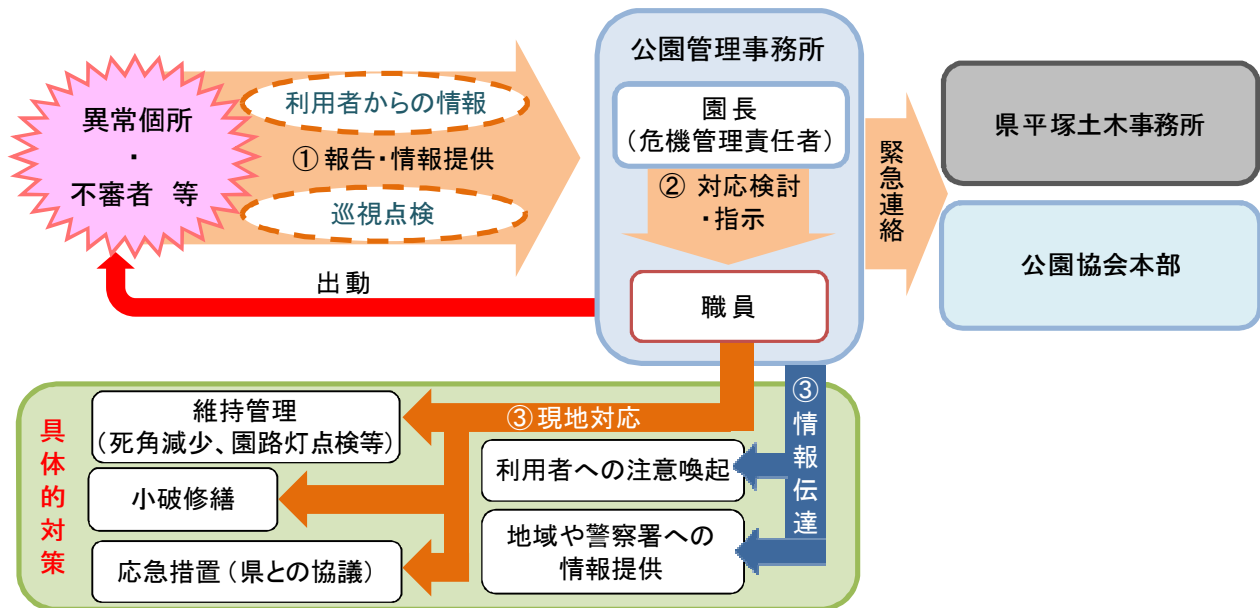 異常個所
・
不審者 等
利用者からの情報
①報告・情報提供
巡視点検
出動
公園管理事務所
園長
(危機管理責任者)
② 対応検討
・指示
職員
緊急連絡
県平塚土木事務所
公園協会本部
具体的対策
維持管理
(死角減少、園路灯点検等)
小破修繕
応急措置(県との協議)
③現地対応
利用者への注意喚起
地域や警察署への
情報提供
③情報伝達